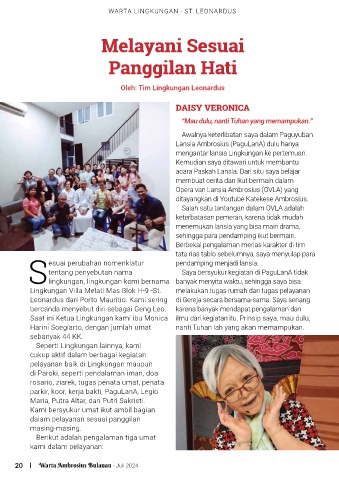 WARTA LINGKUNGAN - ST. LEONARDUS
Melayani Sesuai
Panggilan Hati
Oleh: Tim Lingkungan Leonardus
Sesuai perubahan nomenklatur
tentang penyebutan nama
lingkungan, lingkungan kami bernama
Lingkungan Villa Melati Mas Blok H-9 -St.
Leonardus dari Porto Mauritio. Kami sering
bercanda menyebut diri sebagai Geng Leo.
Saat ini Ketua Lingkungan kami ibu Monica
Harini Soegiarto, dengan jumlah umat
sebanyak 44 KK.
Seperti Lingkungan lainnya, kami
cukup aktif dalam berbagai kegiatan
pelayanan baik di Lingkungan maupun
di Paroki, seperti pendalaman iman, doa
rosario, ziarek, tugas penata umat, penata
parkir, koor, kerja bakti, PaguLanA, Legio
Maria, Putra Altar, dan Putri Sakristi.
Kami bersyukur umat ikut ambil bagian
dalam pelayanan sesuai panggilan
masing-masing.
Berikut adalah pengalaman tiga umat
kami dalam pelayanan:
DAISY VERONICA
"Mau dulu, nanti Tuhan yang memampukan."
Awalnya keterlibatan saya dalam Paguyuban
Lansia Ambrosius (PaguLanA) dulu hanya
mengantar lansia Lingkungan ke pertemuan.
Kemudian saya ditawari untuk membantu
acara Paskah Lansia. Dari situ saya belajar
membuat cerita dan ikut bermain dalam
Opera van Lansia Ambrosius (OVLA) yang
ditayangkan di Youtube Katekese Ambrosius.
Salah satu tantangan dalam OVLA adalah
keterbatasan pemeran, karena tidak mudah
menemukan lansia yang bisa main drama,
sehingga para pendamping ikut bermain.
Berbekal pengalaman merias karakter di tim
tata rias tablo sebelumnya, saya menyulap para
pendamping menjadi lansia.
Saya bersyukur kegiatan di PaguLanA tidak
banyak menyita waktu, sehingga saya bisa
melakukan tugas rumah dan tugas pelayanan
di Gereja secara bersama-sama. Saya senang
karena banyak mendapat pengalaman dan
ilmu dari kegiatan itu. Prinsip saya, mau dulu,
nanti Tuhan lah yang akan memampukan.
20 | Warta Ambrosius Bulanan - Juli 2024